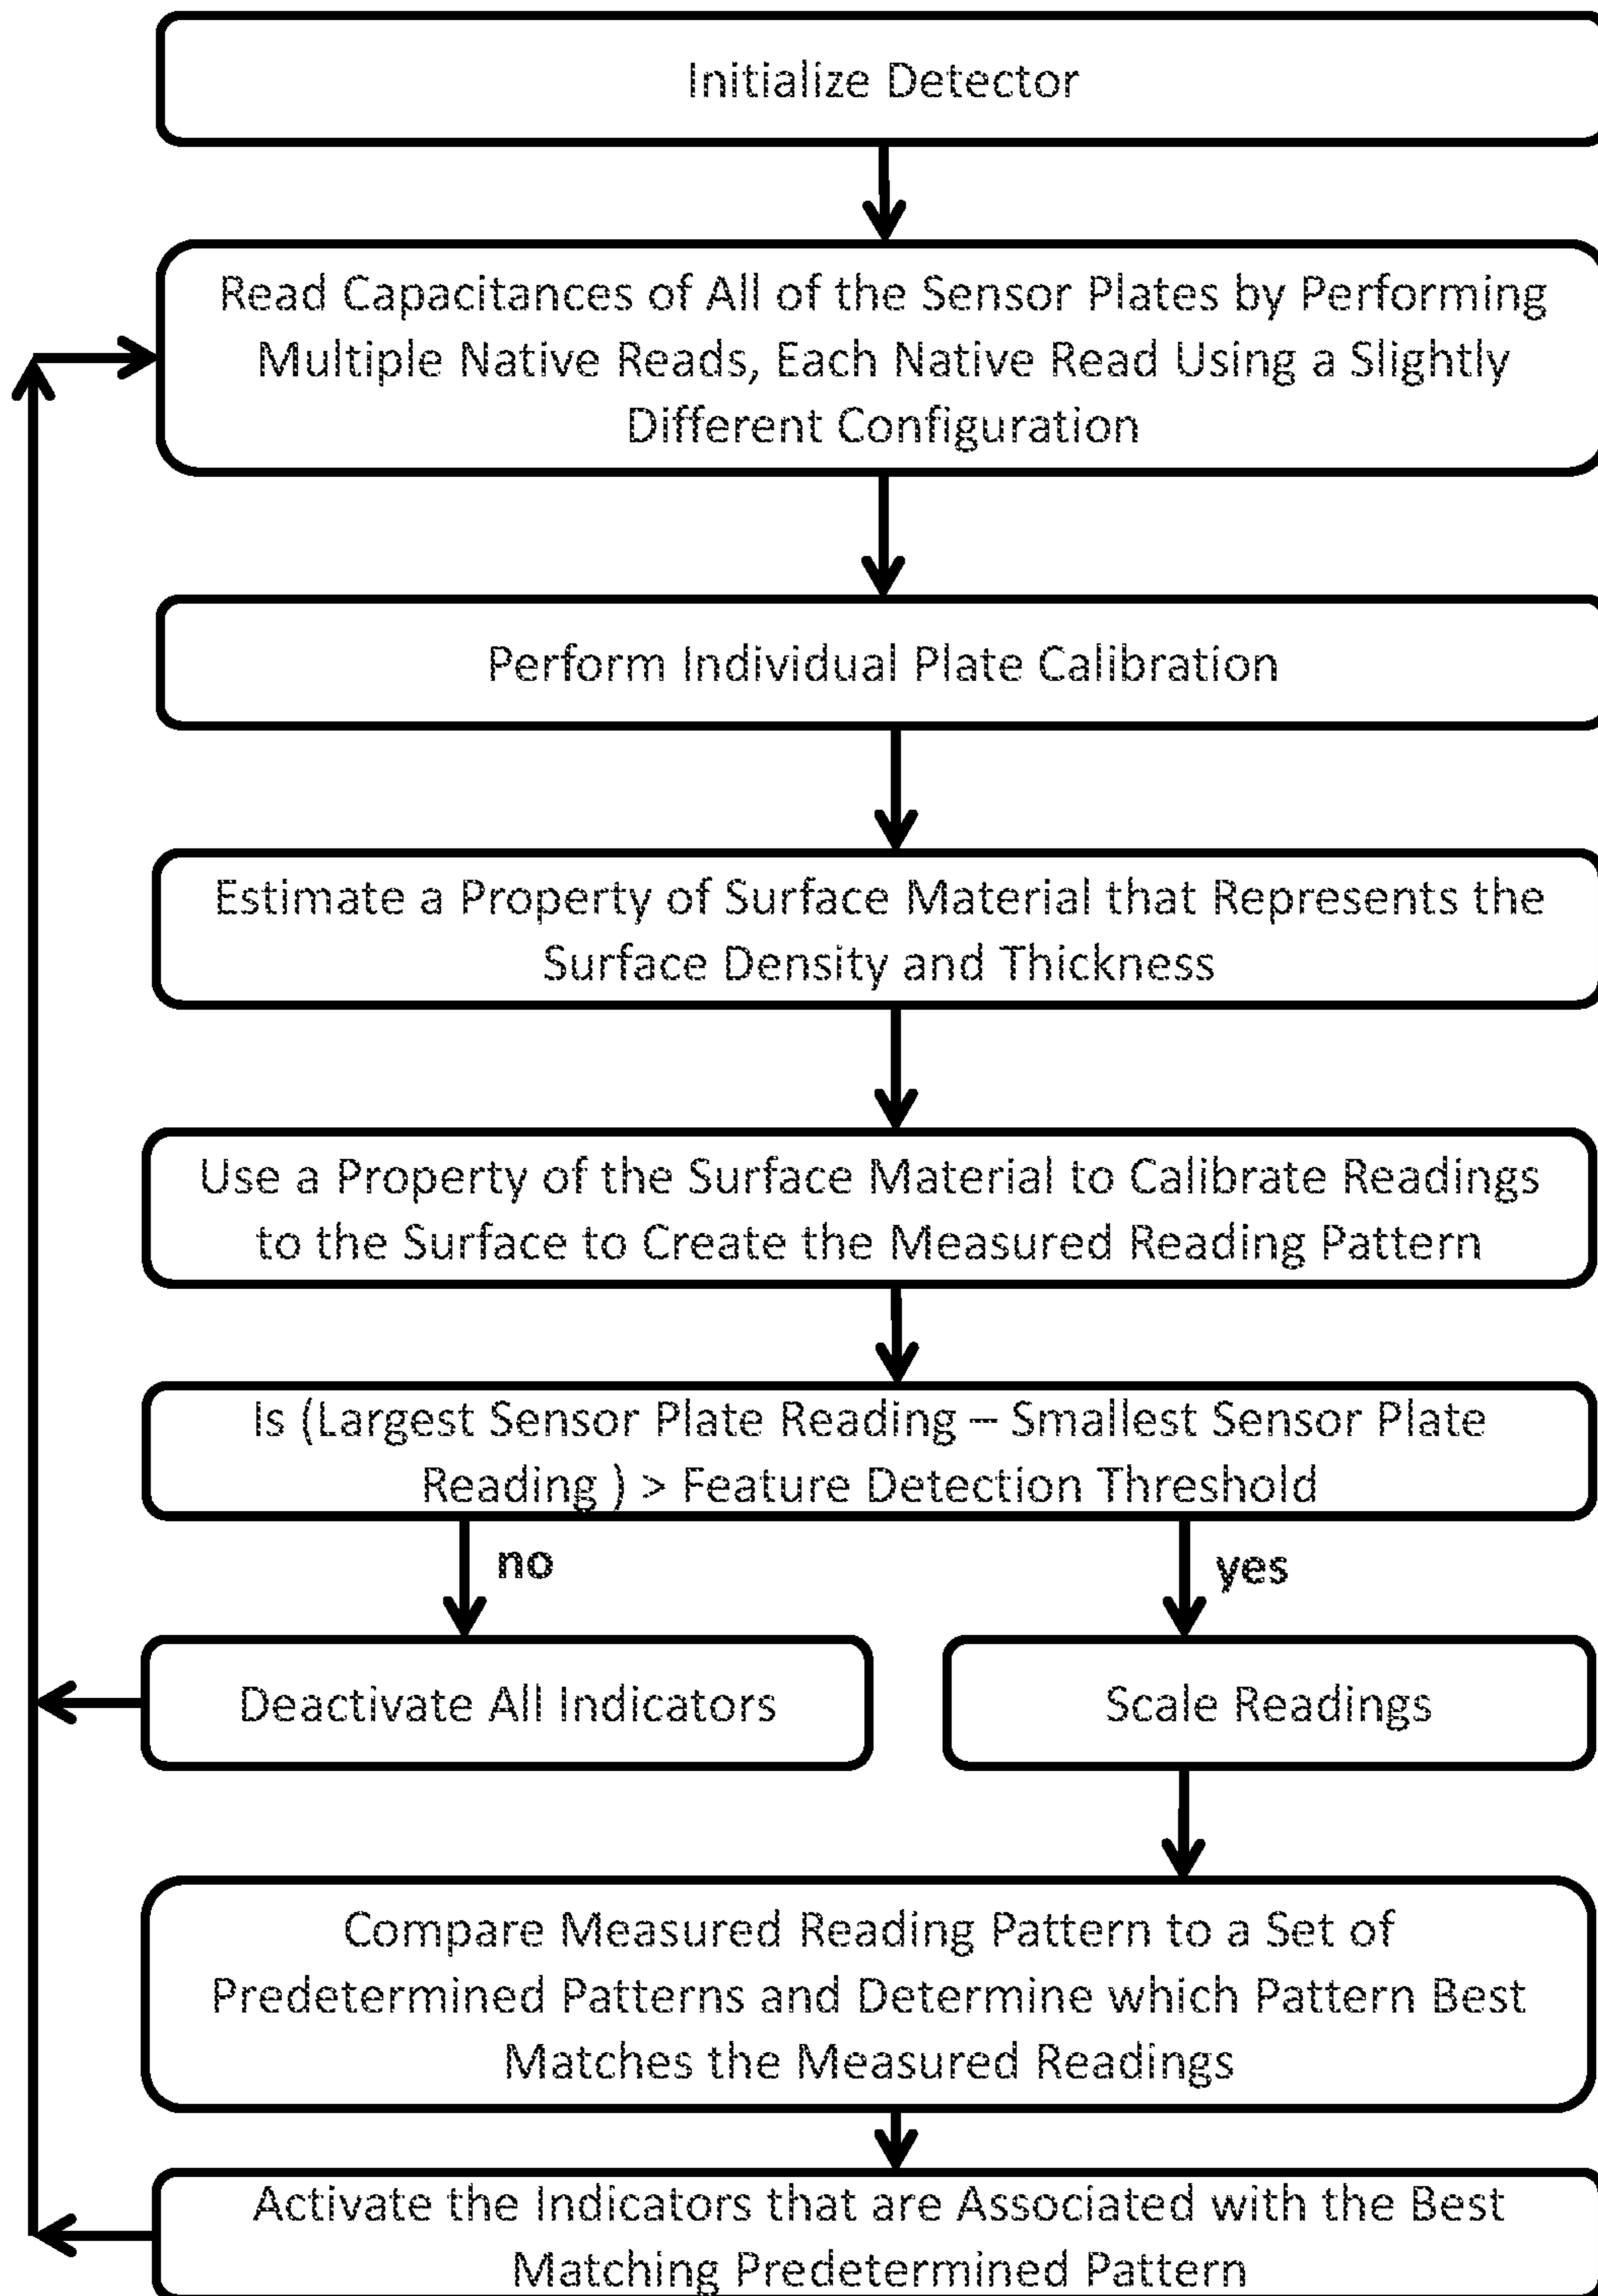 Initialize Detector
Read Capacitances of All of the Sensor Plates by Performing
Multiple Native Reads, Each Native Read Using a Slightly
Different Configuration
Perform Individual Plate Calibration
Estimate a Property of Surface Material that Represents the
Surface Density and Thickness
Use a Property of the Surface Material to Calibrate Readings
to the Surface to Create the Measured Reading Pattern
Is (Largest Sensor Plate Reading – Smallest Sensor Plate
Reading ) > Feature Detection Threshold
no
yes
Deactivate All Indicators
Scale Readings
Compare Measured Reading Pattern to a Set of
Predetermined Patterns and Determine which Pattern Best
Matches the Measured Readings
Activate the Indicators that are Associated with the Best
Matching Predetermined Pattern